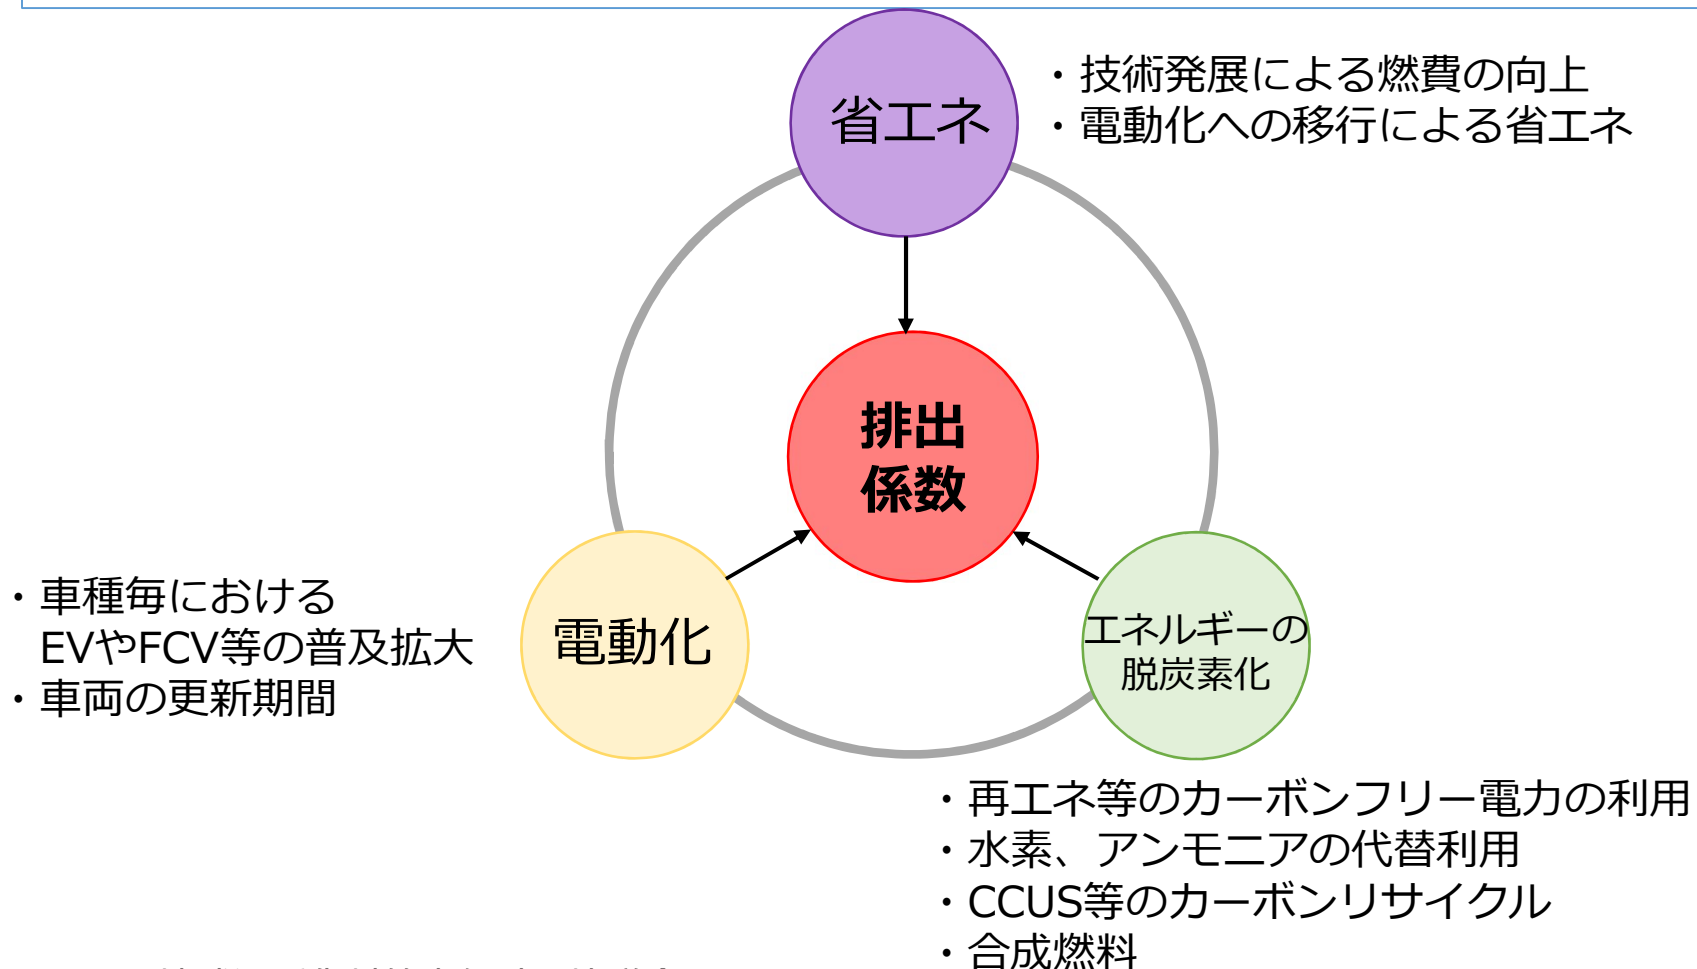 省エネ
・技術発展による燃費の向上
・電動化への移行による省エネ
排出
係数
・車種毎における
EVやFCV等の普及拡大
・車両の更新期間
電動化
エネルギーの
脱炭素化
・再エネ等のカーボンフリー電力の利用
・水素、アンモニアの代替利用
・CCUS等のカーボンリサイクル
・合成燃料